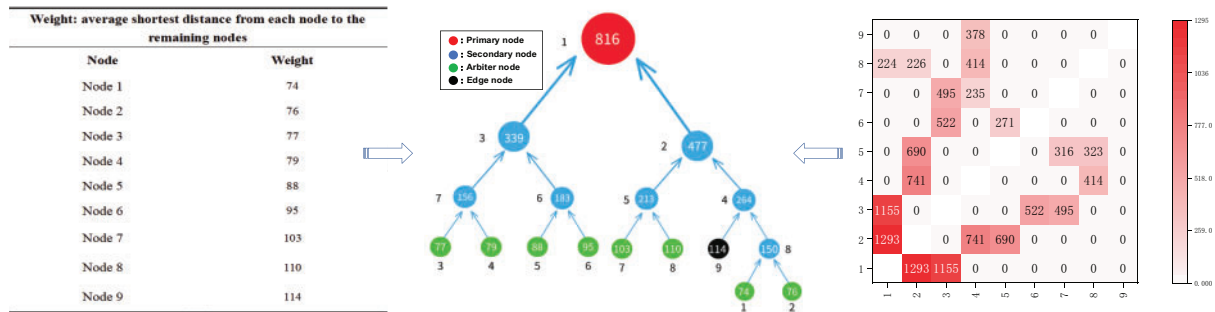 Weight: average shortest distance from each node to the
remaining nodes
Node Weight
Node 1 74
Node 2 76
Node 3 77
Node 4 79
Node 5 88
Node 6 95
Node 7 103
Node 8 110
Node 9 114
: Primary node
: Secondary node
: Arbiter node
: Edge node
1 816
3 339 2 477
7 156 6 183 5 213 4 264
77 79 88 95 103 110 114 150 8
3 4 5 6 7 8 9
74 76
1 2
9 0 0 0 378 0 0 0 0
8 224 226 0 414 0 0 0 0
7 0 0 495 235 0 0 0 0
6 0 0 522 0 271 0 0 0
5 0 690 0 0 0 316 323 0
4 0 741 0 0 0 0 414 0
3 1155 0 0 0 522 495 0 0
2 1293 0 741 690 0 0 0 0
1 1293 1155 0 0 0 0 0 0
1 2 3 4 5 6 7 8 9
1295
1036
777.0
518.0
259.0
0.000